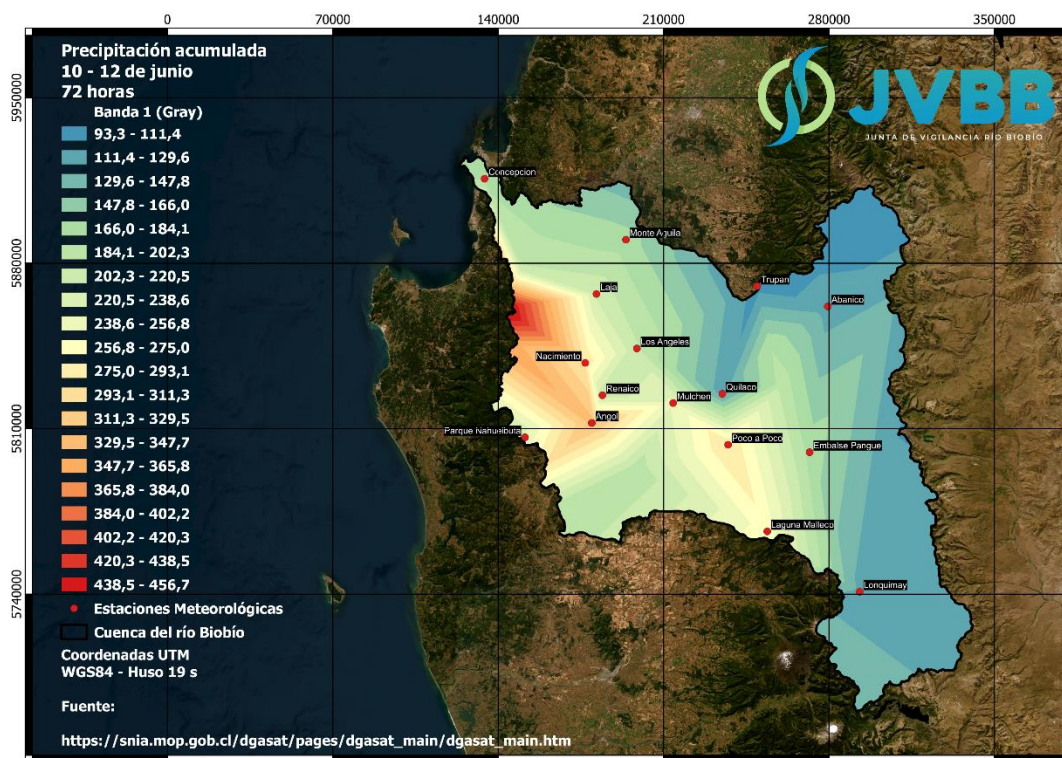 0 70000 140000 210000 280000 350000
5950000
5880000
5810000
5740000
Precipitación acumulada
10 - 12 de junio
72 horas
Banda 1 (Gray)
93,3 - 111,4
111,4 - 129,6
129,6 - 147,8
147,8 - 166,0
166,0 - 184,1
184,1 - 202,3
202,3 - 220,5
220,5 - 238,6
238,6 - 256,8
256,8 - 275,0
275,0 - 293,1
293,1 - 311,3
311,3 - 329,5
329,5 - 347,7
347,7 - 365,8
365,8 - 384,0
384,0 - 402,2
402,2 - 420,3
420,3 - 438,5
438,5 - 456,7
Estaciones Meteorológicas
Cuenca del río Biobío
Coordenadas UTM
WGS84 - Huso 19 s
Fuente:
https://snia.mop.gob.cl/dgasat/pages/dgasat_main/dgasat_main.htm
JVBB
JUNTA DE VIGILANCIA RÍO BIOBÍO
Concepcion
Monte Aguila
Trupan
Laja
Abanico
Los Angeles
Nacimiento
Quilaco
Renaico
Mulchen
Angol
Parque Nahuelbuta
Poco a Poco
Embalse Pangue
Laguna Malleco
Lonquimay
0 70000 140000 210000 280000 350000